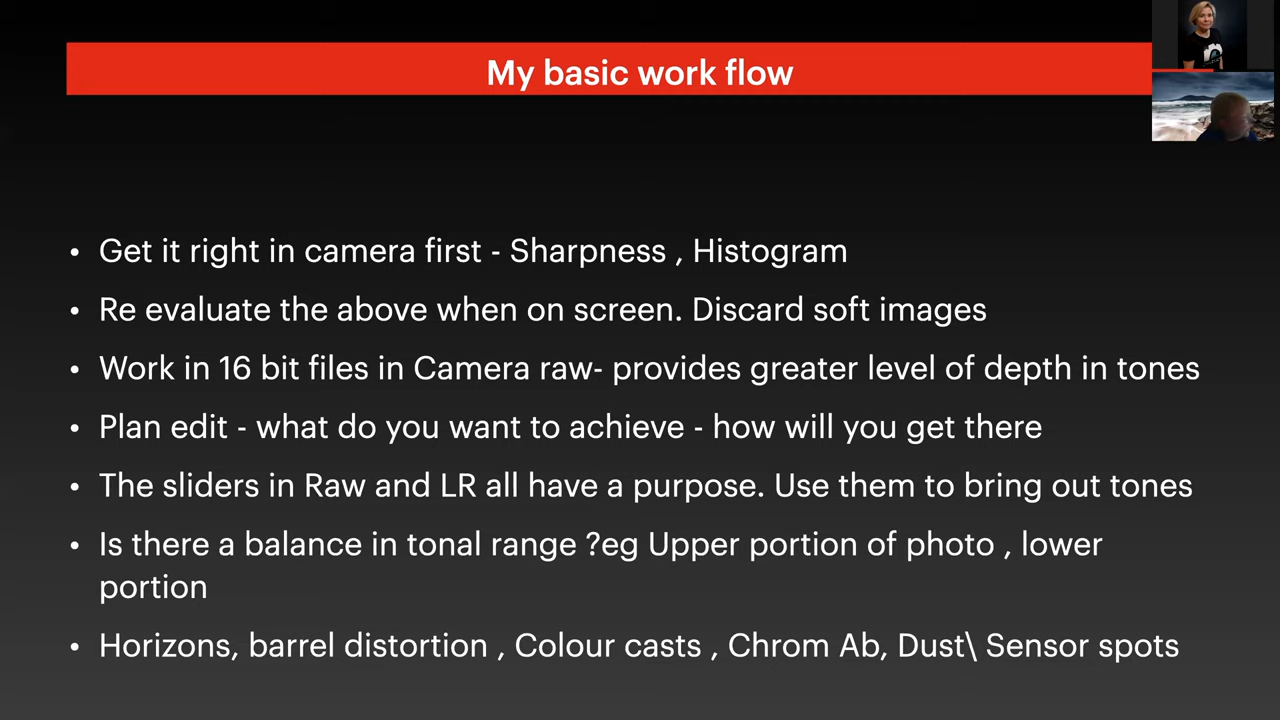 My basic work flow
• Get it right in camera first - Sharpness , Histogram
• Re evaluate the above when on screen. Discard soft images
• Work in 16 bit files in Camera raw- provides greater level of depth in tones
• Plan edit - what do you want to achieve - how will you get there
• The sliders in Raw and LR all have a purpose. Use them to bring out tones
• Is there a balance in tonal range ?eg Upper portion of photo , lower
portion
• Horizons, barrel distortion , Colour casts , Chrom Ab, Dust\ Sensor spots